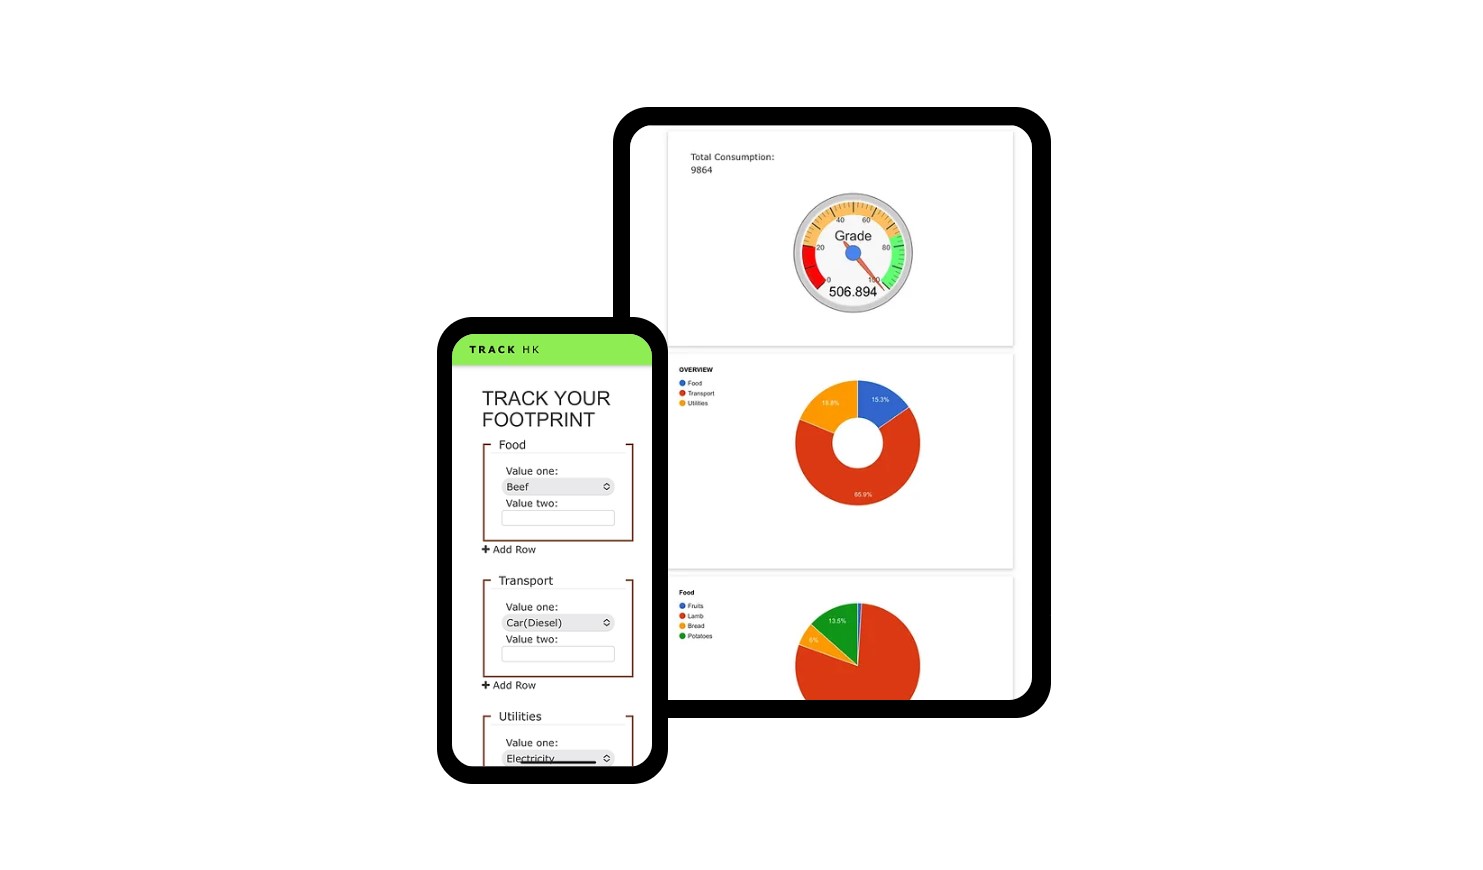 Total Consumption:
9864
40
60
Grade
20
80
0
100
506.894
OVERVIEW
Food
Transport
Utilities
18.8%
15.3%
65.9%
Food
Fruits
Lamb
Bread
Potatoes
13.5%
6%
TRACK HK
TRACK YOUR
FOOTPRINT
Food
Value one:
Beef
Value two:
Add Row
Transport
Value one:
Car(Diesel)
Value two:
Add Row
Utilities
Value one:
Electricity